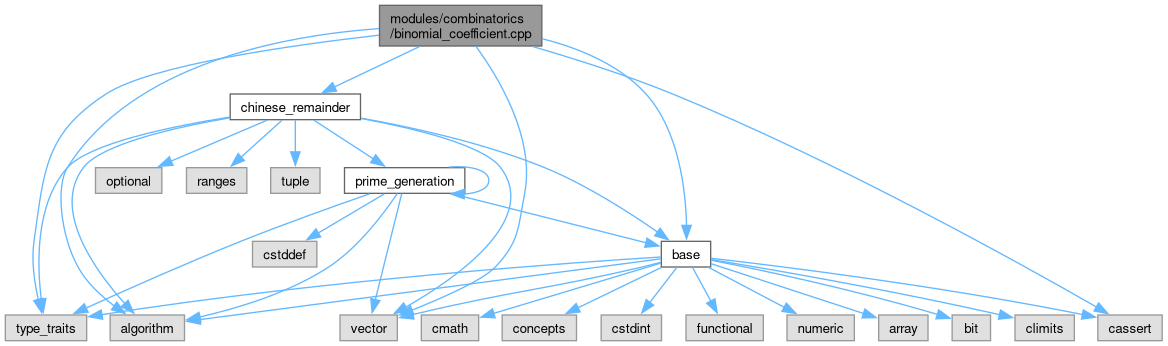 modules/combinatorics
/binomial_coefficient.cpp
chinese_remainder
optional
ranges
tuple
prime_generation
cstddef
base
type_traits
algorithm
vector
cmath
concepts
cstdint
functional
numeric
array
bit
climits
cassert